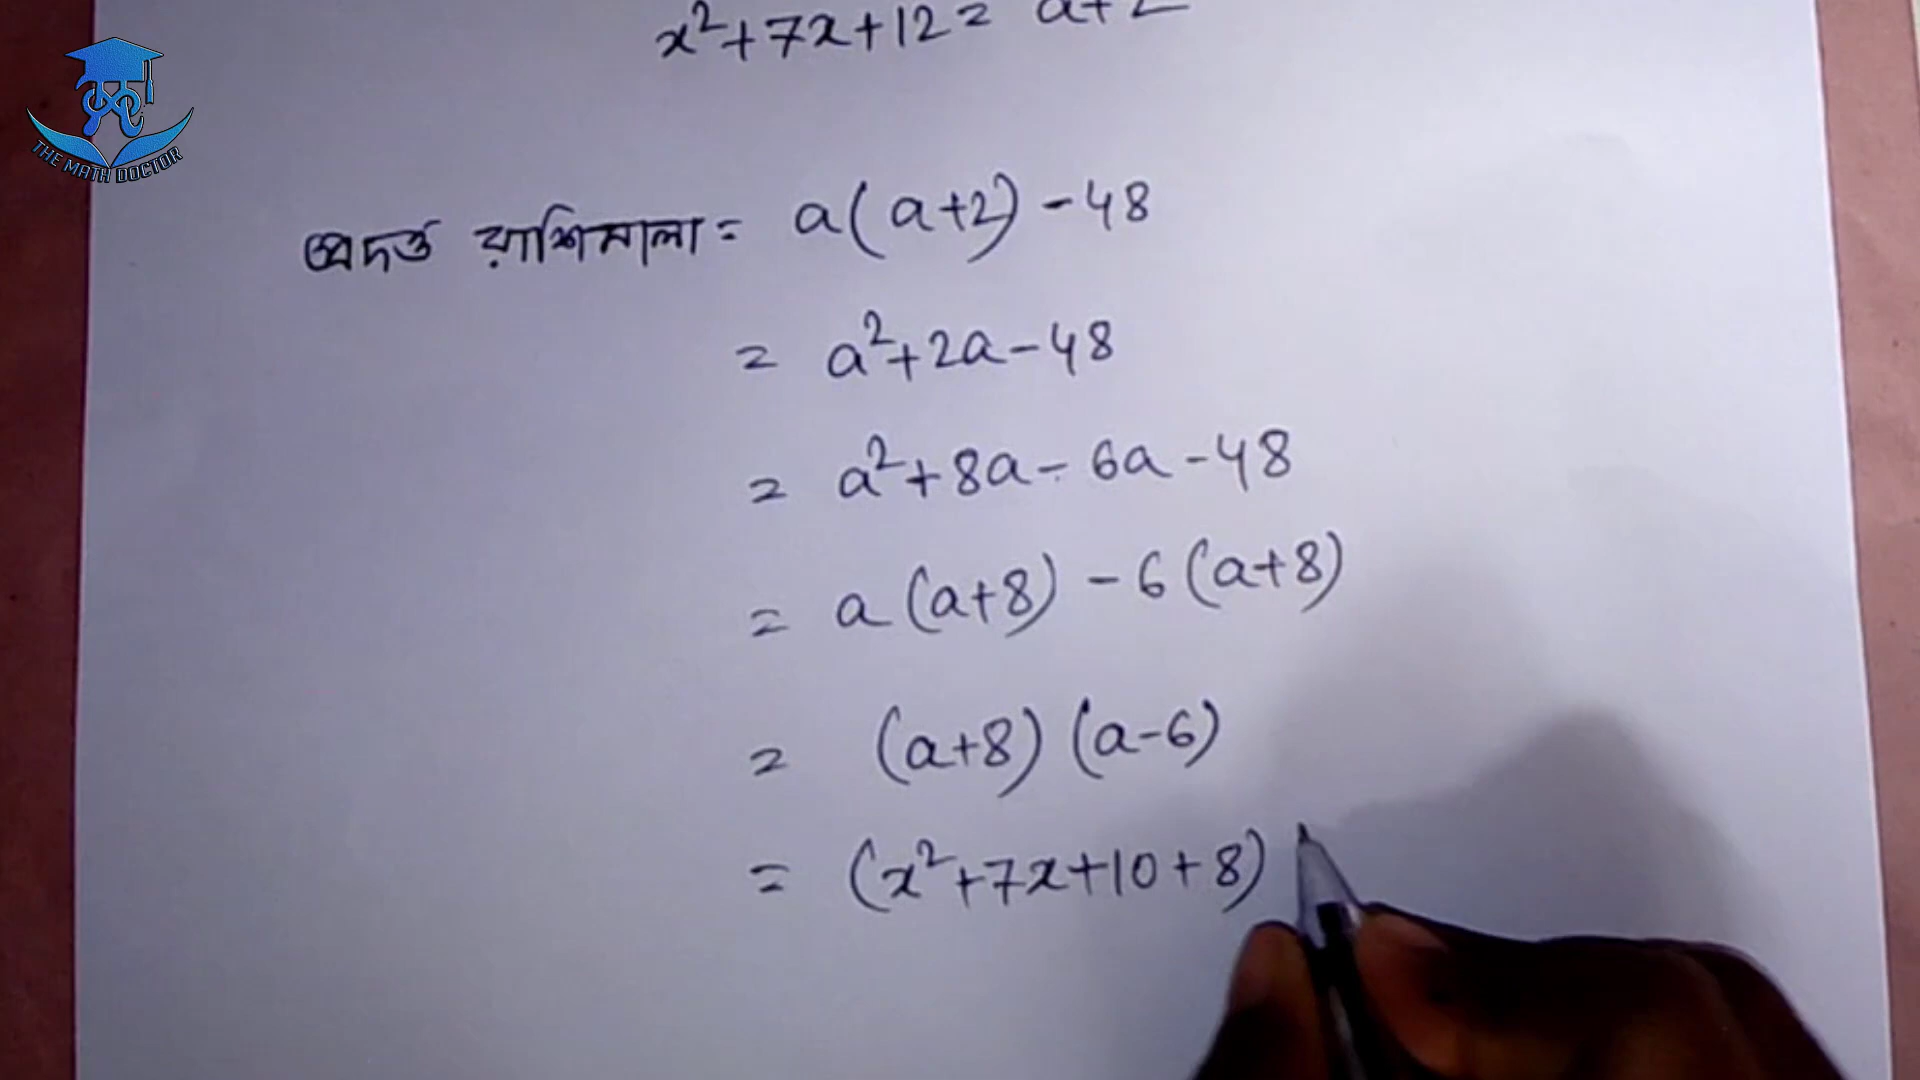 x²+7x+12= a+2
THE MATH DOCTOR
প্রদত্ত রাশিমালা = a(a+2)-48
= a²+2a-48
= a²+8a-6a-48
= a(a+8)-6(a+8)
= (a+8)(a-6)
= (x²+7x+10+8)